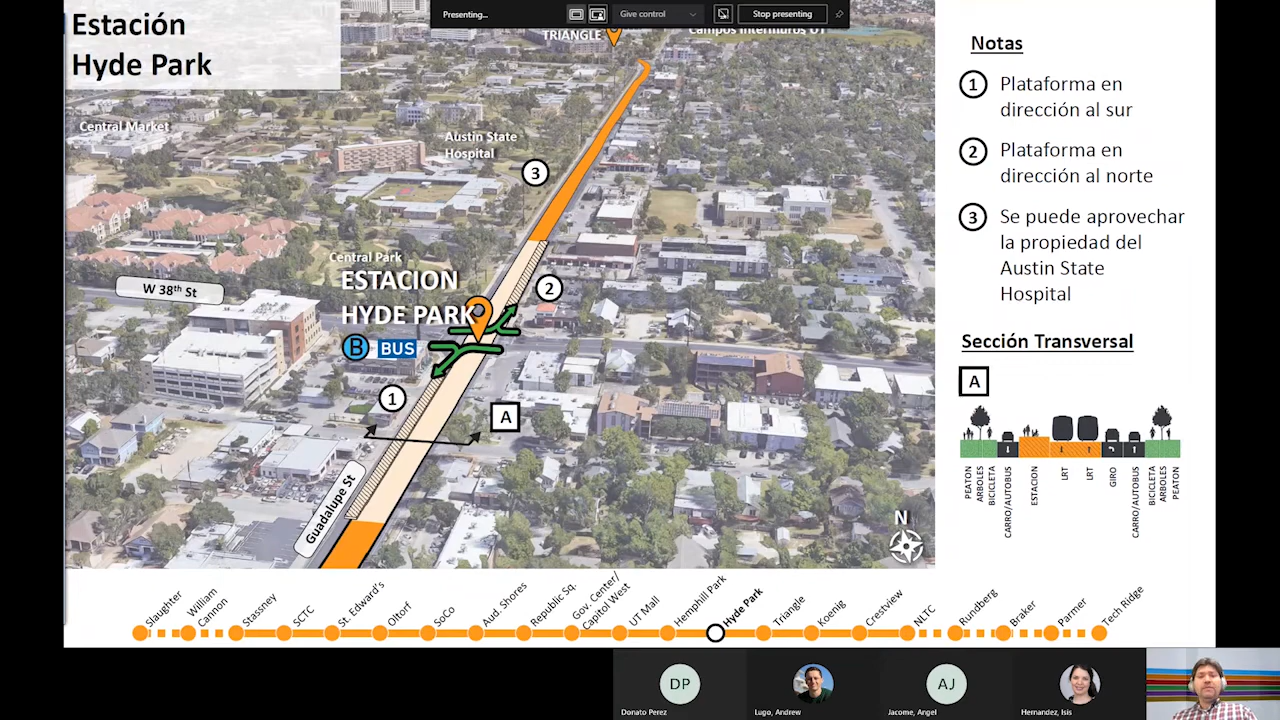 Presenting...
Give control
Stop presenting
Estación
Hyde Park
TRIANGLE
Campos Intermuros UT
Central Market
Austin State
Hospital
3
Central Park
ESTACION
HYDE PARK
W 38th St
2
B BUS
1
A
Guadalupe St
N
Notas
1 Plataforma en
dirección al sur
2 Plataforma en
dirección al norte
3 Se puede aprovechar
la propiedad del
Austin State
Hospital
Sección Transversal
A
PEATON
ARBOLES
BICICLETA
CARRO/AUTOBUS
ESTACION
LRT
LRT
GIRO
CARRO/AUTOBUS
BICICLETA
ARBOLES
PEATON
Slaughter
William
Cannon
Stassney
SCTC
St. Edward's
Oltorf
SoCo
Aud. Shores
Republic Sq.
Gov. Center/
Capitol West
UT Mall
Hemphill Park
Hyde Park
Triangle
Koenig
Crestview
NLTC
Rundberg
Braker
Parmer
Tech Ridge
DP
AJ
Donato Perez
Lugo, Andrew
Jacome, Angel
Hernandez, Isis